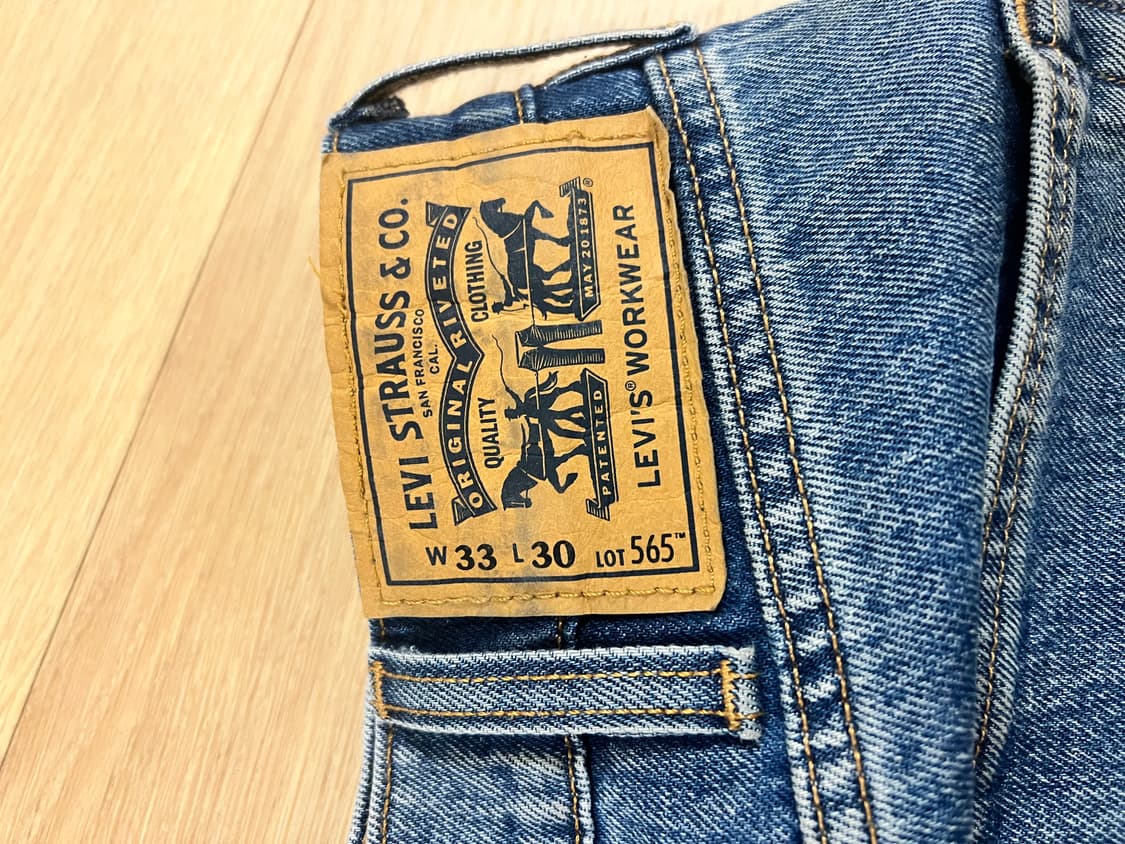 LEVI STRAUSS & CO.
SAN FRANCISCO
CAL.
ORIGINAL RIVETED
QUALITY CLOTHING
PATENTED MAY 20 1873 ®
LEVI'S® WORKWEAR
W 33 L 30 LOT 565™